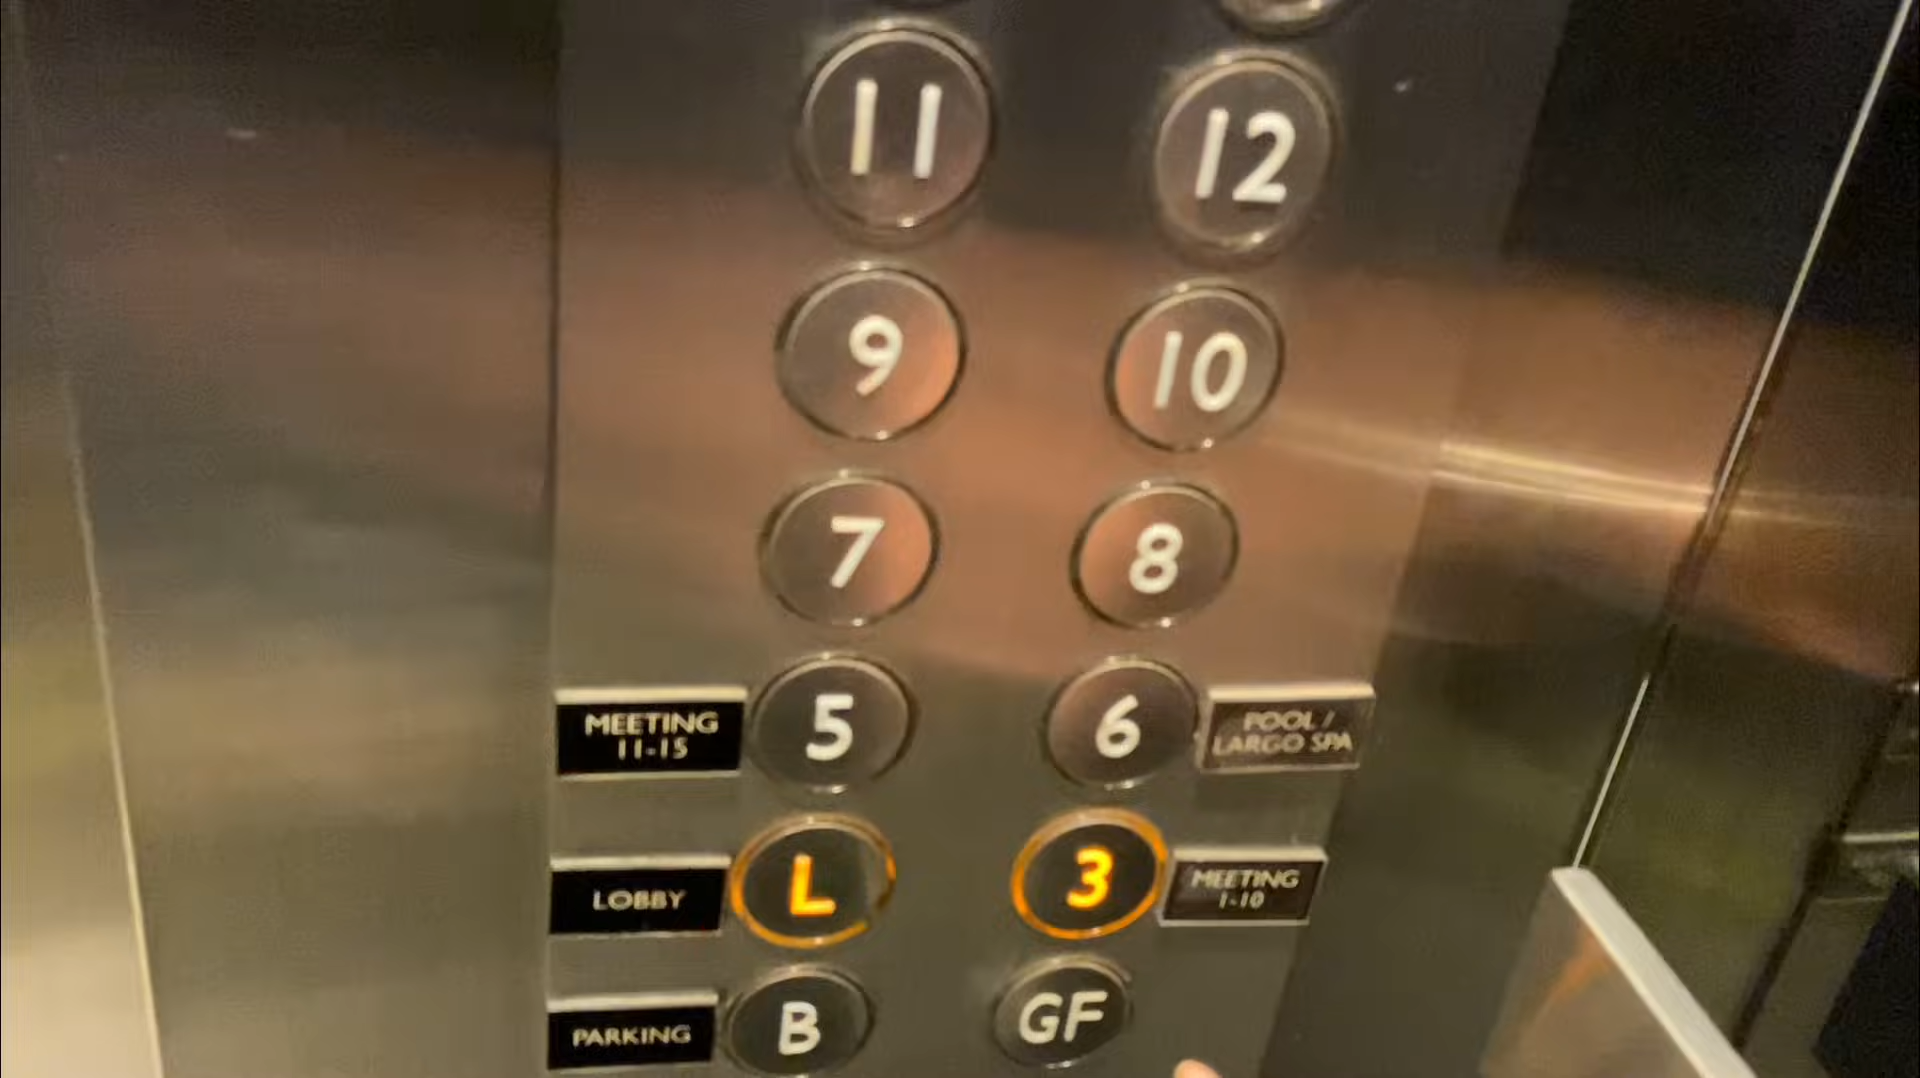 11 12
9 10
7 8
MEETING
11-15
5 6
POOL /
LARGO SPA
LOBBY
L 3
MEETING
1-10
PARKING
B GF